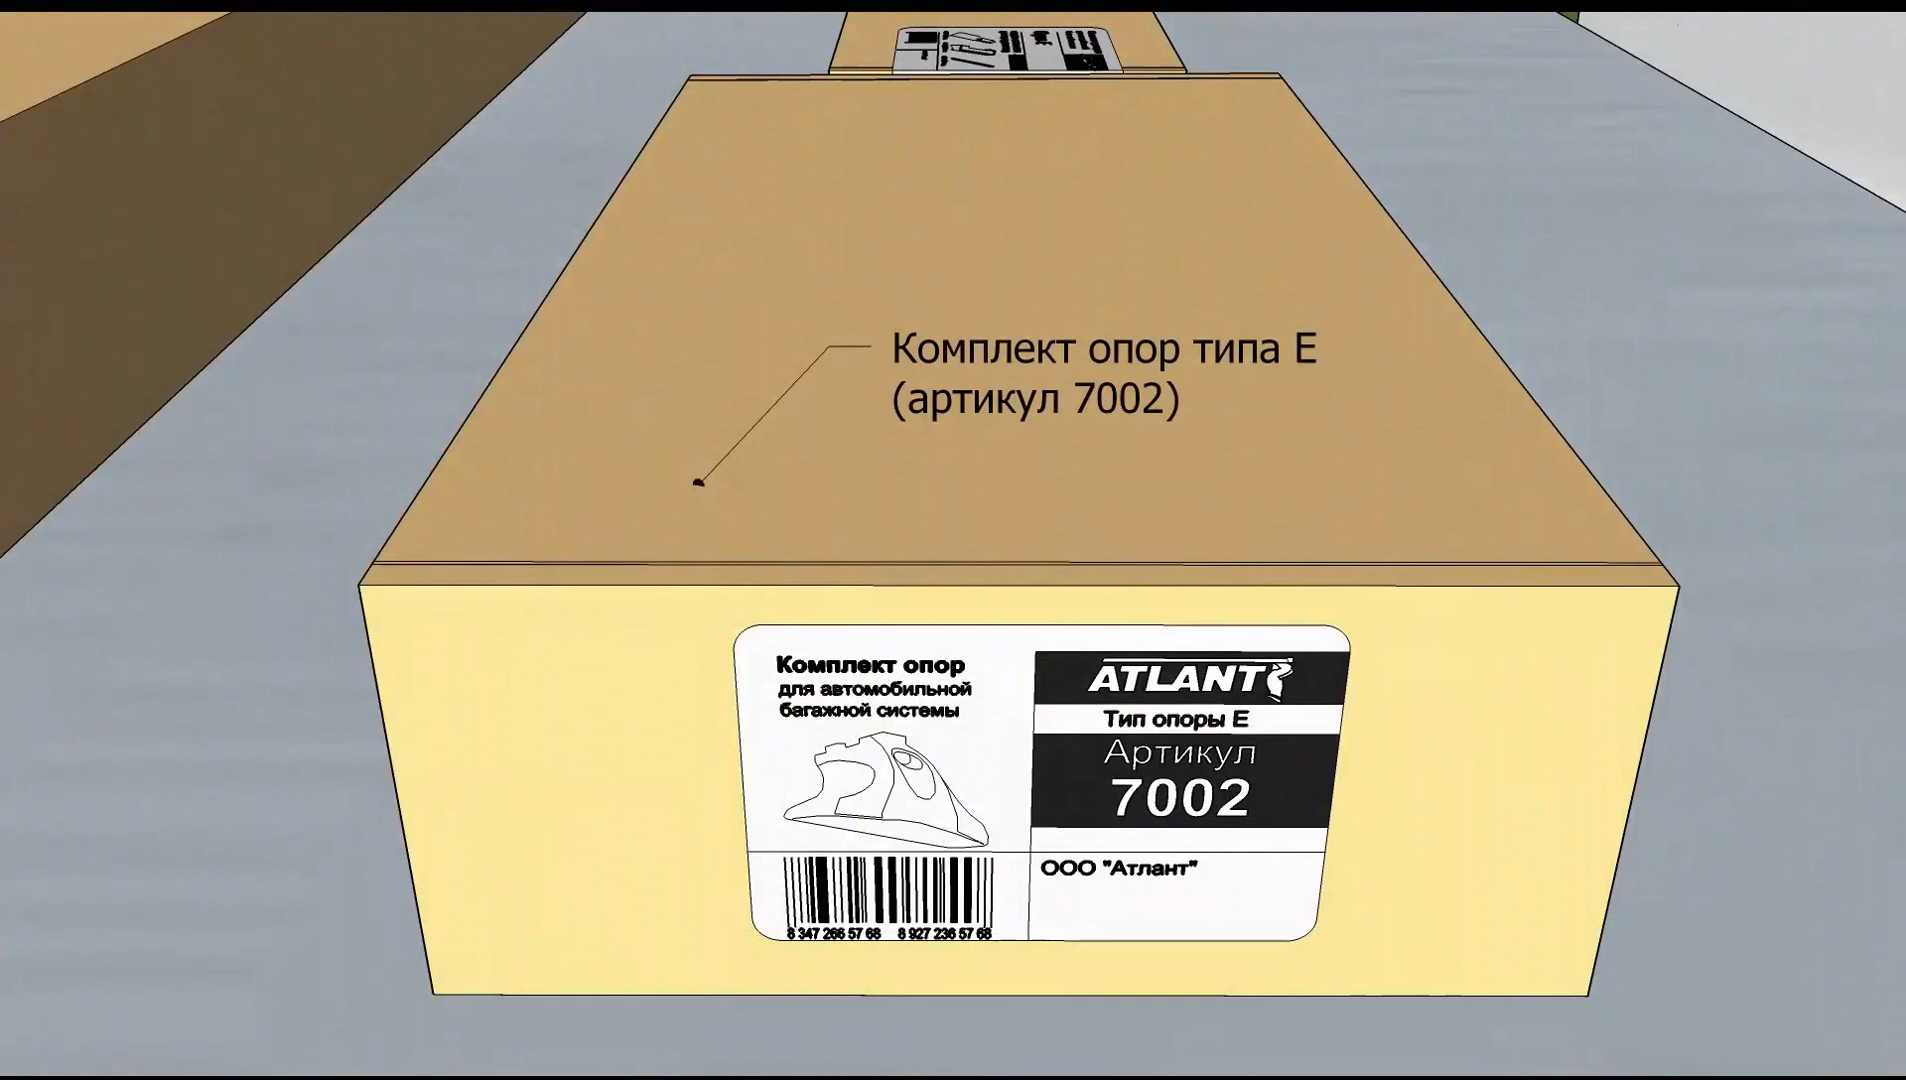 Комплект опор типа Е
(артикул 7002)
Комплект опор
для автомобильной
багажной системы
ATLANT
Тип опоры Е
Артикул
7002
ООО "Атлант"
8 347 266 57 68 8 927 236 57 68